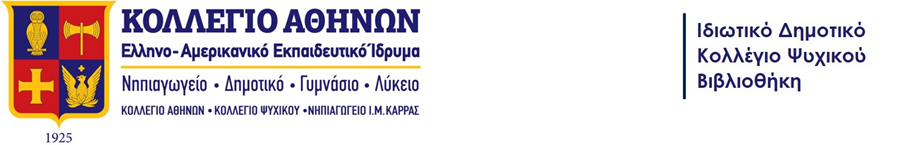 ΚΟΛΛΕΓΙΟ ΑΘΗΝΩΝ
Ελληνο-Αμερικανικό Εκπαιδευτικό Ίδρυμα
Νηπιαγωγείο • Δημοτικό • Γυμνάσιο • Λύκειο
ΚΟΛΛΕΓΙΟ ΑΘΗΝΩΝ • ΚΟΛΛΕΓΙΟ ΨΥΧΙΚΟΥ • ΝΗΠΙΑΓΩΓΕΙΟ Ι.Μ. ΚΑΡΡΑΣ
1925
Ιδιωτικό Δημοτικό
Κολλέγιο Ψυχικού
Βιβλιοθήκη